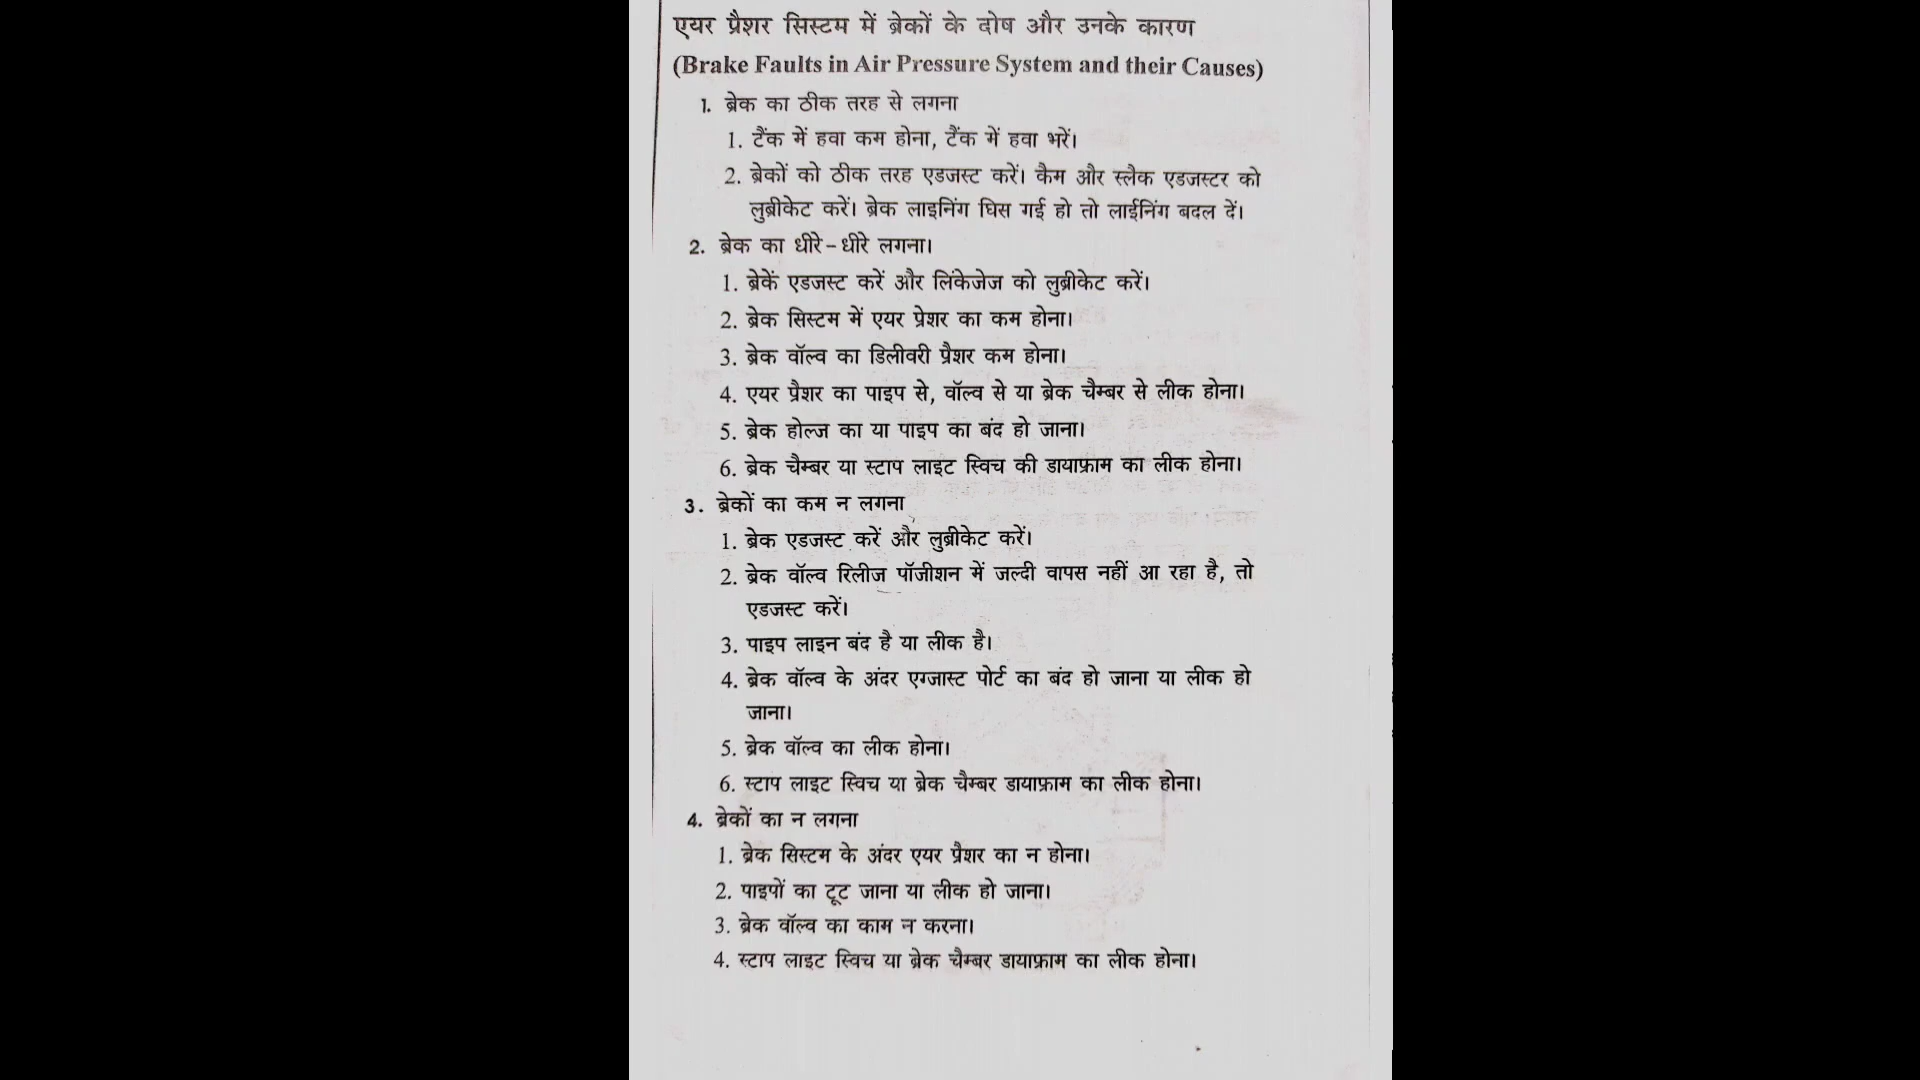 एयर प्रैशर सिस्टम में ब्रेकों के दोष और उनके कारण
(Brake Faults in Air Pressure System and their Causes)
1. ब्रेक का ठीक तरह से लगना
1. टैंक में हवा कम होना, टैंक में हवा भरें।
2. ब्रेकों को ठीक तरह एडजस्ट करें। कैम और स्लैक एडजस्टर को
लुब्रीकेट करें। ब्रेक लाइनिंग घिस गई हो तो लाईनिंग बदल दें।
2. ब्रेक का धीरे-धीरे लगना।
1. ब्रेकें एडजस्ट करें और लिंकेजेज को लुब्रीकेट करें।
2. ब्रेक सिस्टम में एयर प्रेशर का कम होना।
3. ब्रेक वॉल्व का डिलीवरी प्रैशर कम होना।
4. एयर प्रैशर का पाइप से, वॉल्व से या ब्रेक चैम्बर से लीक होना।
5. ब्रेक होल्ज का या पाइप का बंद हो जाना।
6. ब्रेक चैम्बर या स्टाप लाइट स्विच की डायाफ्राम का लीक होना।
3. ब्रेकों का कम न लगना
1. ब्रेक एडजस्ट करें और लुब्रीकेट करें।
2. ब्रेक वॉल्व रिलीज पॉजीशन में जल्दी वापस नहीं आ रहा है, तो
एडजस्ट करें।
3. पाइप लाइन बंद है या लीक है।
4. ब्रेक वॉल्व के अंदर एग्जास्ट पोर्ट का बंद हो जाना या लीक हो
जाना।
5. ब्रेक वॉल्व का लीक होना।
6. स्टाप लाइट स्विच या ब्रेक चैम्बर डायाफ्राम का लीक होना।
4. ब्रेकों का न लगना
1. ब्रेक सिस्टम के अंदर एयर प्रैशर का न होना।
2. पाइपों का टूट जाना या लीक हो जाना।
3. ब्रेक वॉल्व का काम न करना।
4. स्टाप लाइट स्विच या ब्रेक चैम्बर डायाफ्राम का लीक होना।